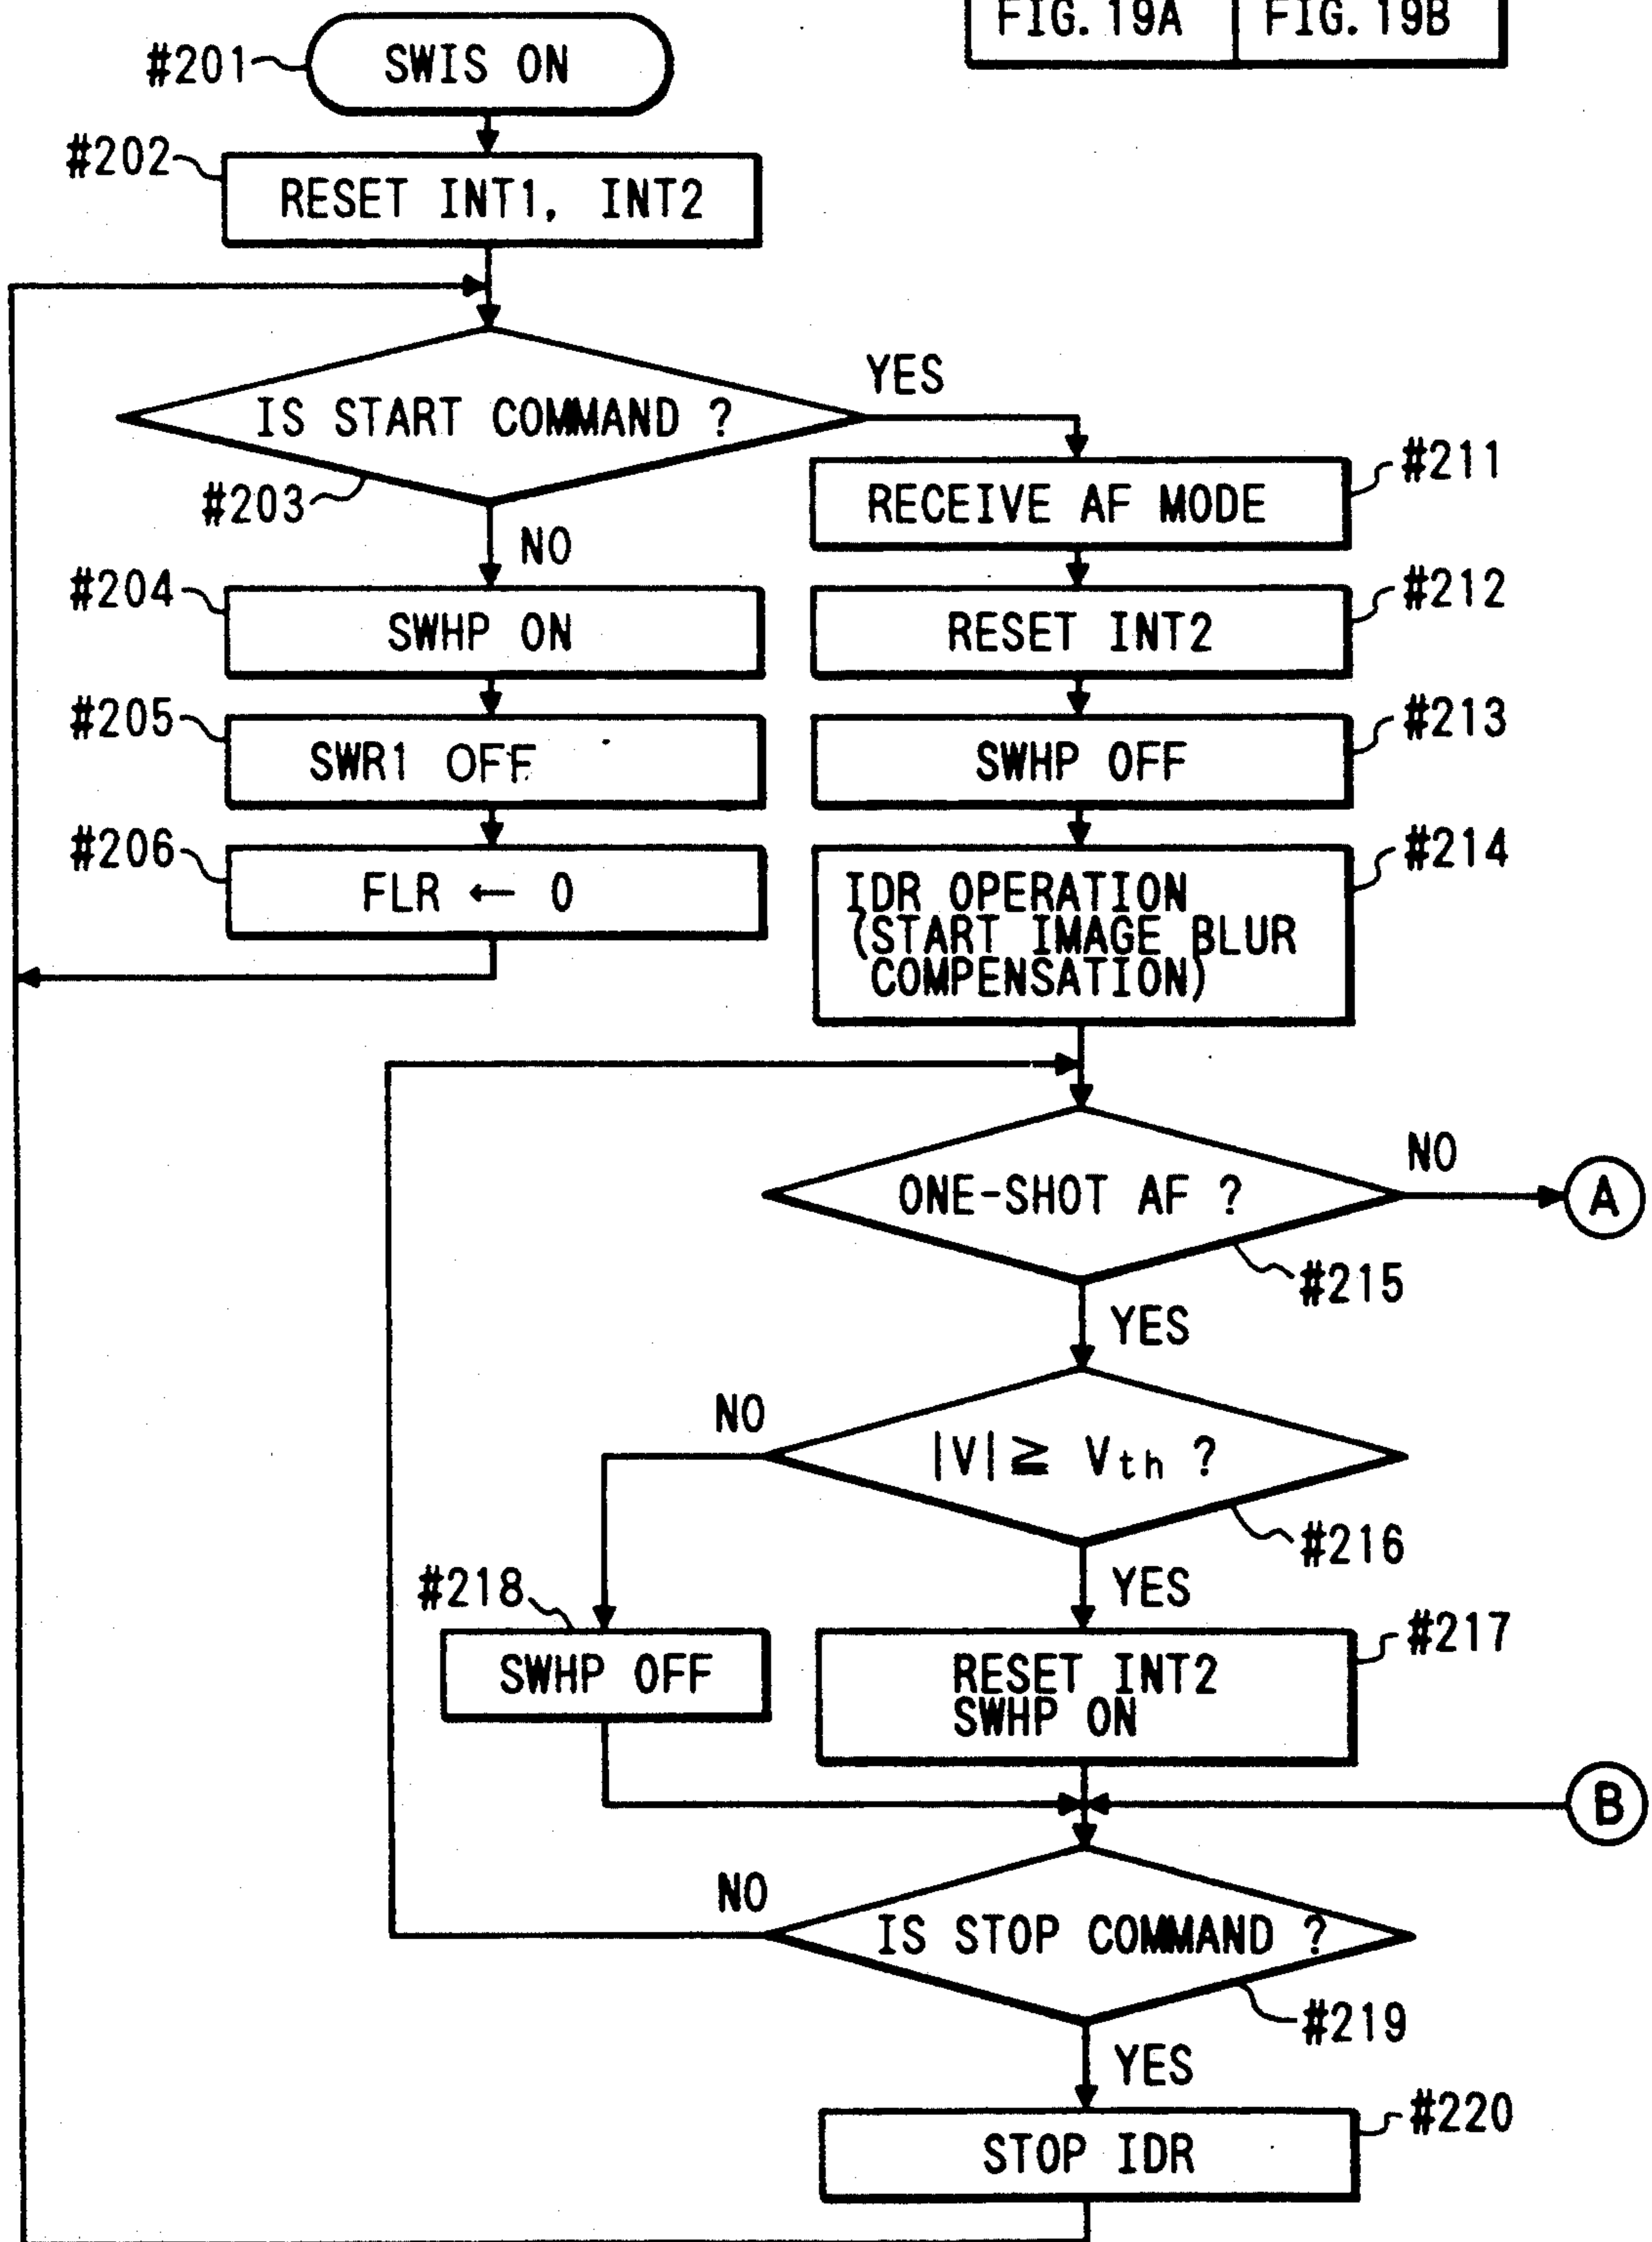 FIG. 19A FIG. 19B
#201 SWIS ON
#202 RESET INT1, INT2
IS START COMMAND ?
YES
#203
NO
#211
RECEIVE AF MODE
#204
SWHP ON
#212
RESET INT2
#205
SWR1 OFF
#213
SWHP OFF
#206
FLR ← 0
#214
IDR OPERATION
(START IMAGE BLUR
COMPENSATION)
ONE-SHOT AF ?
NO
A
#215
YES
|V| ≧ Vth ?
NO
#216
YES
#218
SWHP OFF
#217
RESET INT2
SWHP ON
B
IS STOP COMMAND ?
NO
#219
YES
#220
STOP IDR